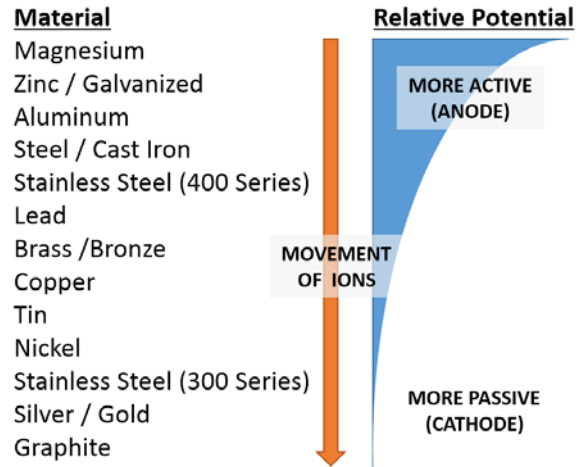 Material
Magnesium
Zinc / Galvanized
Aluminum
Steel / Cast Iron
Stainless Steel (400 Series)
Lead
Brass /Bronze
Copper
Tin
Nickel
Stainless Steel (300 Series)
Silver / Gold
Graphite
MOVEMENT
OF IONS
Relative Potential
MORE ACTIVE
(ANODE)
MORE PASSIVE
(CATHODE)